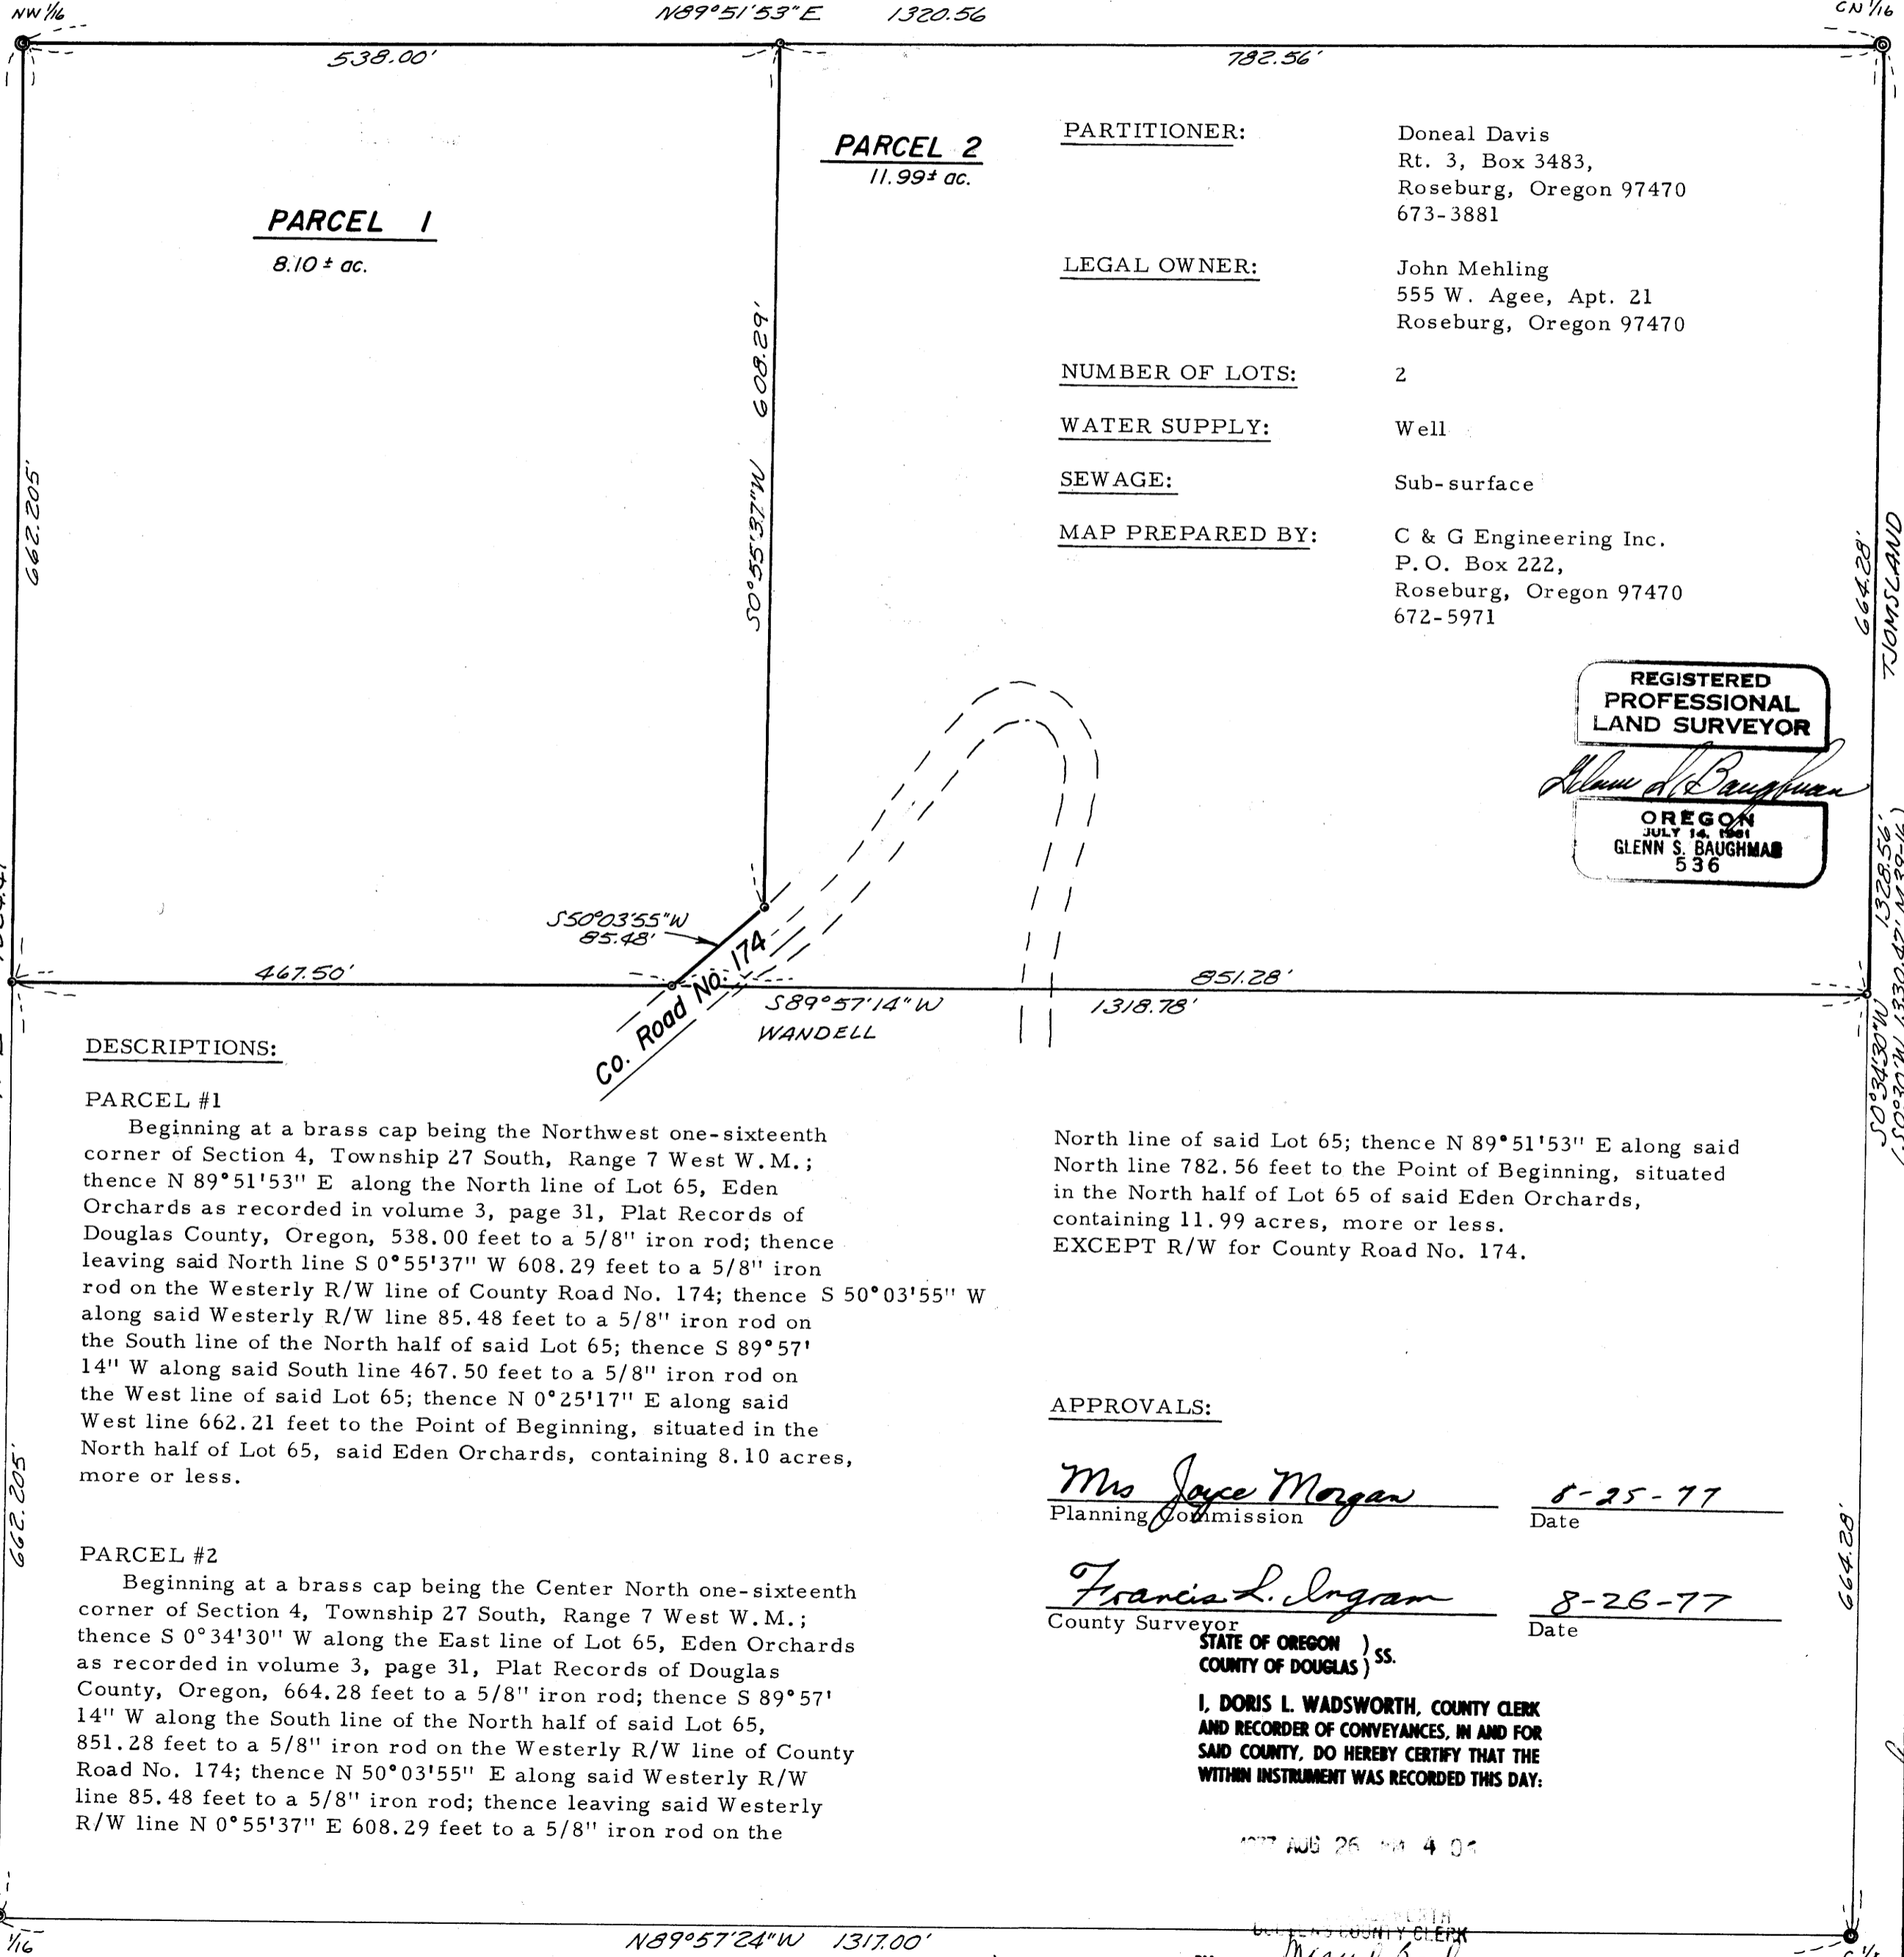 NW 1/16
N89°51'53"E 1320.56
CN 1/16
538.00'
782.56'
PARCEL 1
8.10 ± ac.
PARCEL 2
11.99± ac.
662.205'
S0°55'37"W 608.29'
664.28'
TJOMSLAND
PARTITIONER:
Doneal Davis
Rt. 3, Box 3483,
Roseburg, Oregon 97470
673-3881
LEGAL OWNER:
John Mehling
555 W. Agee, Apt. 21
Roseburg, Oregon 97470
NUMBER OF LOTS: 2
WATER SUPPLY: Well
SEWAGE: Sub-surface
MAP PREPARED BY:
C & G Engineering Inc.
P.O. Box 222,
Roseburg, Oregon 97470
672-5971
REGISTERED
PROFESSIONAL
LAND SURVEYOR
Glenn S. Baughman
OREGON
JULY 14, 1961
GLENN S. BAUGHMAN
536
S50°03'55"W
85.48'
Co. Road No. 174
467.50'
851.28'
S89°57'14"W 1318.78'
WANDELL
S0°34'30"W 1328.56'
(S0°30'W 1330.47' M39-16)
DESCRIPTIONS:
PARCEL #1
Beginning at a brass cap being the Northwest one-sixteenth
corner of Section 4, Township 27 South, Range 7 West W.M.;
thence N 89°51'53" E along the North line of Lot 65, Eden
Orchards as recorded in volume 3, page 31, Plat Records of
Douglas County, Oregon, 538.00 feet to a 5/8" iron rod; thence
leaving said North line S 0°55'37" W 608.29 feet to a 5/8" iron
rod on the Westerly R/W line of County Road No. 174; thence S 50°03'55" W
along said Westerly R/W line 85.48 feet to a 5/8" iron rod on
the South line of the North half of said Lot 65; thence S 89°57'
14" W along said South line 467.50 feet to a 5/8" iron rod on
the West line of said Lot 65; thence N 0°25'17" E along said
West line 662.21 feet to the Point of Beginning, situated in the
North half of Lot 65, said Eden Orchards, containing 8.10 acres,
more or less.
PARCEL #2
Beginning at a brass cap being the Center North one-sixteenth
corner of Section 4, Township 27 South, Range 7 West W.M.;
thence S 0°34'30" W along the East line of Lot 65, Eden Orchards
as recorded in volume 3, page 31, Plat Records of Douglas
County, Oregon, 664.28 feet to a 5/8" iron rod; thence S 89°57'
14" W along the South line of the North half of said Lot 65,
851.28 feet to a 5/8" iron rod on the Westerly R/W line of County
Road No. 174; thence N 50°03'55" E along said Westerly R/W
line 85.48 feet to a 5/8" iron rod; thence leaving said Westerly
R/W line N 0°55'37" E 608.29 feet to a 5/8" iron rod on the
North line of said Lot 65; thence N 89°51'53" E along said
North line 782.56 feet to the Point of Beginning, situated
in the North half of Lot 65 of said Eden Orchards,
containing 11.99 acres, more or less.
EXCEPT R/W for County Road No. 174.
APPROVALS:
Mrs Joyce Morgan 8-25-77
Planning Commission Date
Francis L. Ingram 8-26-77
County Surveyor Date
STATE OF OREGON )
COUNTY OF DOUGLAS ) SS.
I, DORIS L. WADSWORTH, COUNTY CLERK
AND RECORDER OF CONVEYANCES, IN AND FOR
SAID COUNTY, DO HEREBY CERTIFY THAT THE
WITHIN INSTRUMENT WAS RECORDED THIS DAY:
1977 AUG 26 PM 4
COUNTY CLERK
662.205'
664.28'
1/16
N89°57'24"W 1317.00'